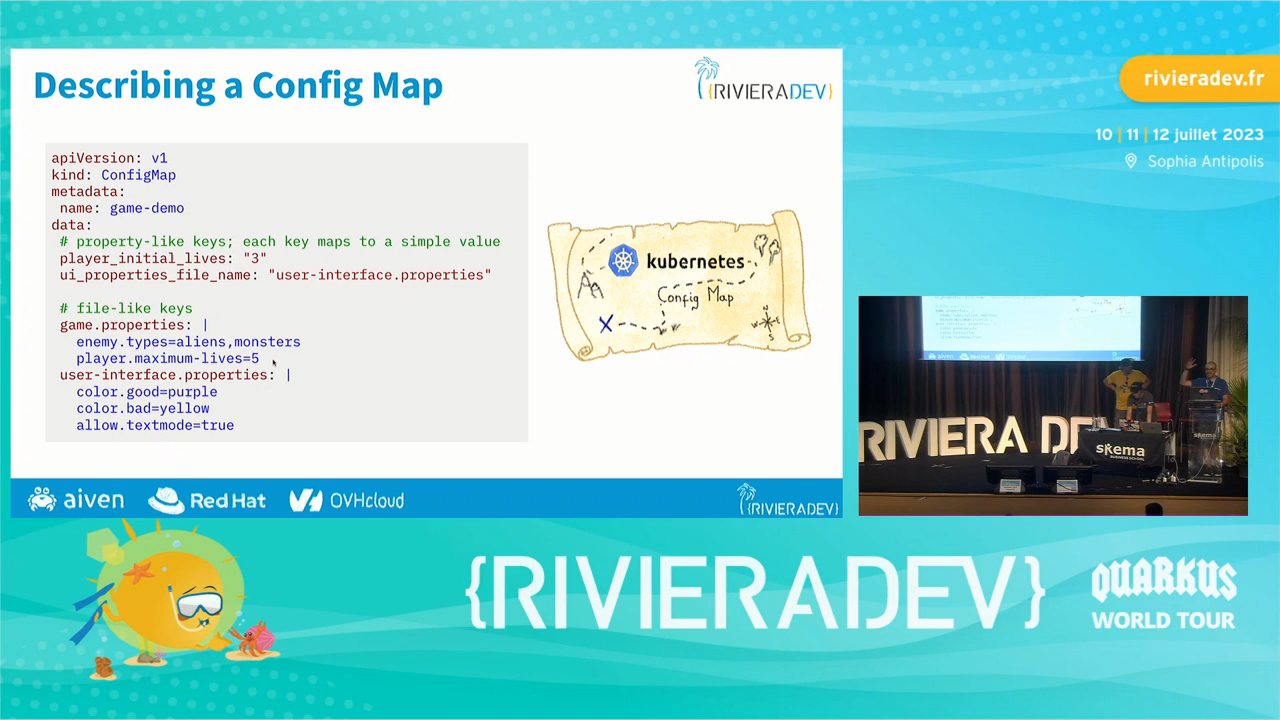 Describing a Config Map
{RIVIERADEV}
apiVersion: v1
kind: ConfigMap
metadata:
 name: game-demo
data:
 # property-like keys; each key maps to a simple value
 player_initial_lives: "3"
 ui_properties_file_name: "user-interface.properties"
 # file-like keys
 game.properties: |
   enemy.types=aliens,monsters
   player.maximum-lives=5
 user-interface.properties: |
   color.good=purple
   color.bad=yellow
   allow.textmode=true
kubernetes
Config Map
X
N
W E
S
aiven
Red Hat
OVHcloud
{RIVIERADEV}
rivieradev.fr
10 | 11 | 12 juillet 2023
Sophia Antipolis
RIVIERA DE
skema
BUSINESS SCHOOL
skema
{RIVIERADEV}
QUARKUS
WORLD TOUR